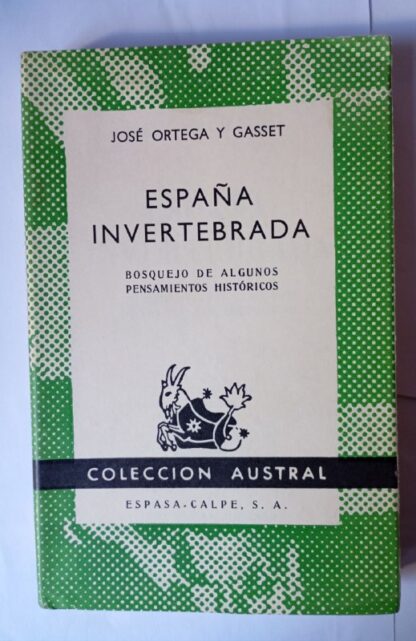 JOSÉ ORTEGA Y GASSET
ESPAÑA
INVERTEBRADA
BOSQUEJO DE ALGUNOS
PENSAMIENTOS HISTÓRICOS
COLECCION AUSTRAL
ESPASA-CALPE, S. A.